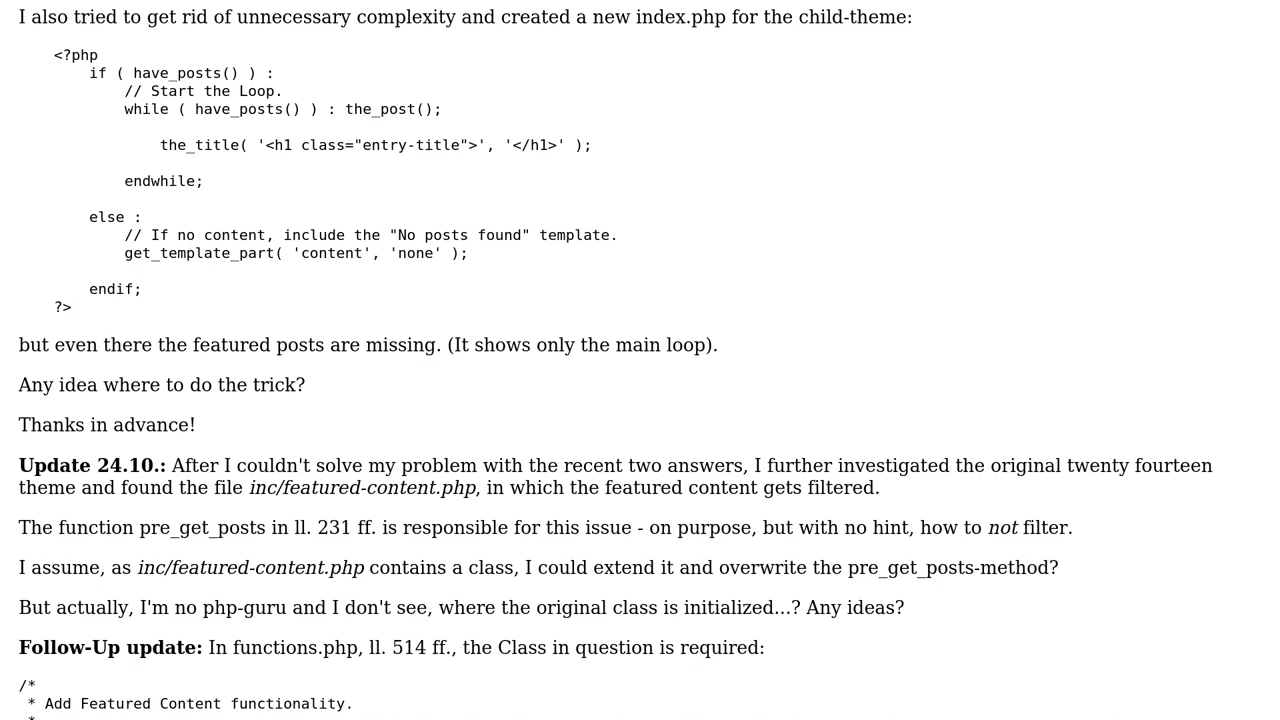 I also tried to get rid of unnecessary complexity and created a new index.php for the child-theme:
<?php
if ( have_posts() ) :
// Start the Loop.
while ( have_posts() ) : the_post();
the_title( '<h1 class="entry-title">', '</h1>' );
endwhile;
else :
// If no content, include the "No posts found" template.
get_template_part( 'content', 'none' );
endif;
?>
but even there the featured posts are missing. (It shows only the main loop).
Any idea where to do the trick?
Thanks in advance!
Update 24.10.: After I couldn't solve my problem with the recent two answers, I further investigated the original twenty fourteen
theme and found the file inc/featured-content.php, in which the featured content gets filtered.
The function pre_get_posts in ll. 231 ff. is responsible for this issue - on purpose, but with no hint, how to not filter.
I assume, as inc/featured-content.php contains a class, I could extend it and overwrite the pre_get_posts-method?
But actually, I'm no php-guru and I don't see, where the original class is initialized...? Any ideas?
Follow-Up update: In functions.php, ll. 514 ff., the Class in question is required:
/*
* Add Featured Content functionality.
*